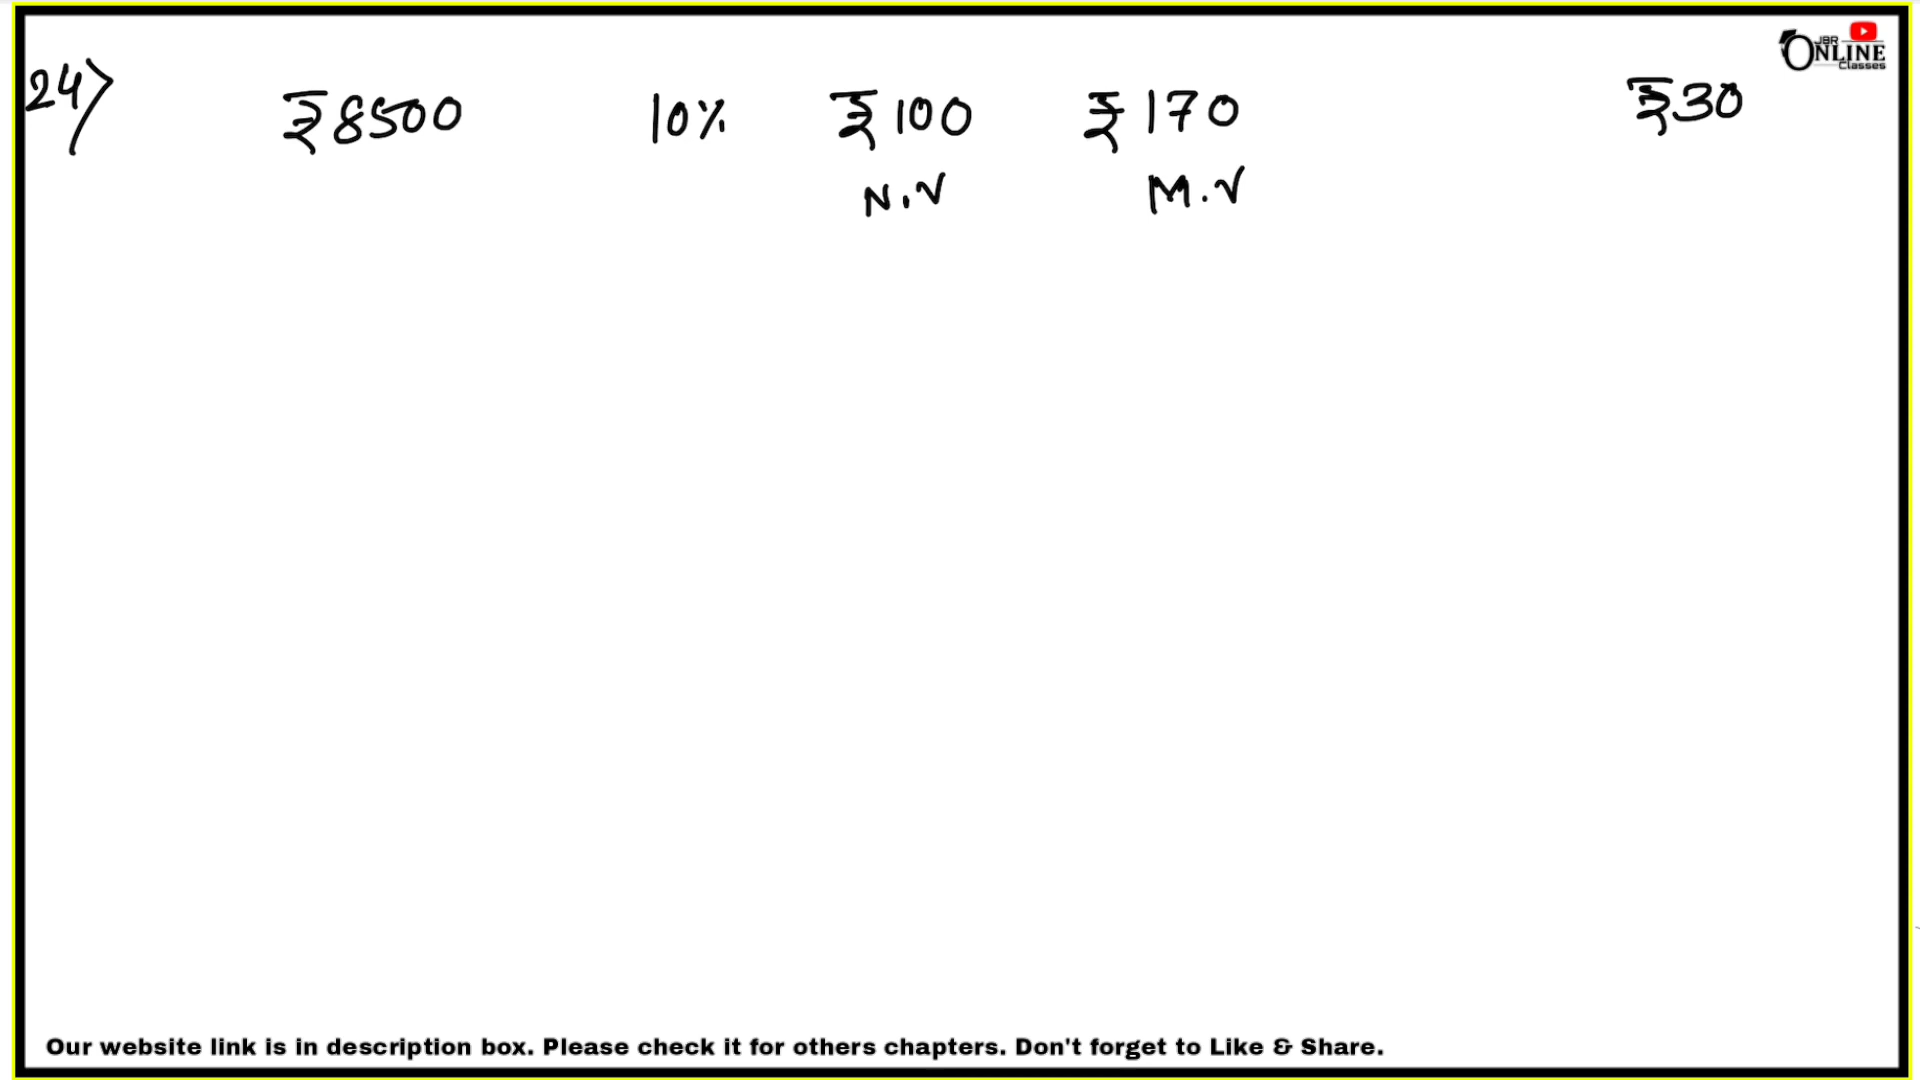 JBR
ONLINE
Classes
24) ₹8500 10% ₹100 ₹170 ₹30
N.V M.V
Our website link is in description box. Please check it for others chapters. Don't forget to Like & Share.